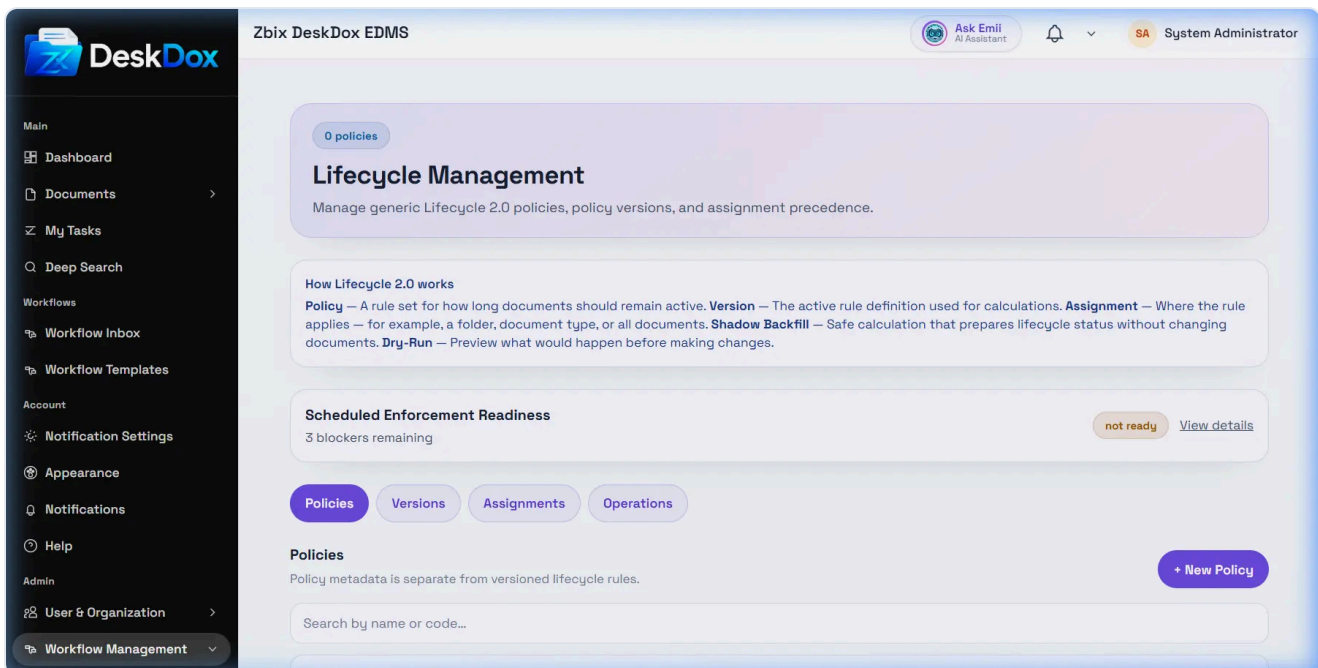 DeskDox
Zbix DeskDox EDMS
Ask Emii
AI Assistant
SA
System Administrator
Main
Dashboard
Documents
My Tasks
Deep Search
Workflows
Workflow Inbox
Workflow Templates
Account
Notification Settings
Appearance
Notifications
Help
Admin
User & Organization
Workflow Management
0 policies
Lifecycle Management
Manage generic Lifecycle 2.0 policies, policy versions, and assignment precedence.
How Lifecycle 2.0 works
Policy — A rule set for how long documents should remain active. Version — The active rule definition used for calculations. Assignment — Where the rule
applies — for example, a folder, document type, or all documents. Shadow Backfill — Safe calculation that prepares lifecycle status without changing
documents. Dry-Run — Preview what would happen before making changes.
Scheduled Enforcement Readiness
3 blockers remaining
not ready
View details
Policies
Versions
Assignments
Operations
Policies
Policy metadata is separate from versioned lifecycle rules.
+ New Policy
Search by name or code...